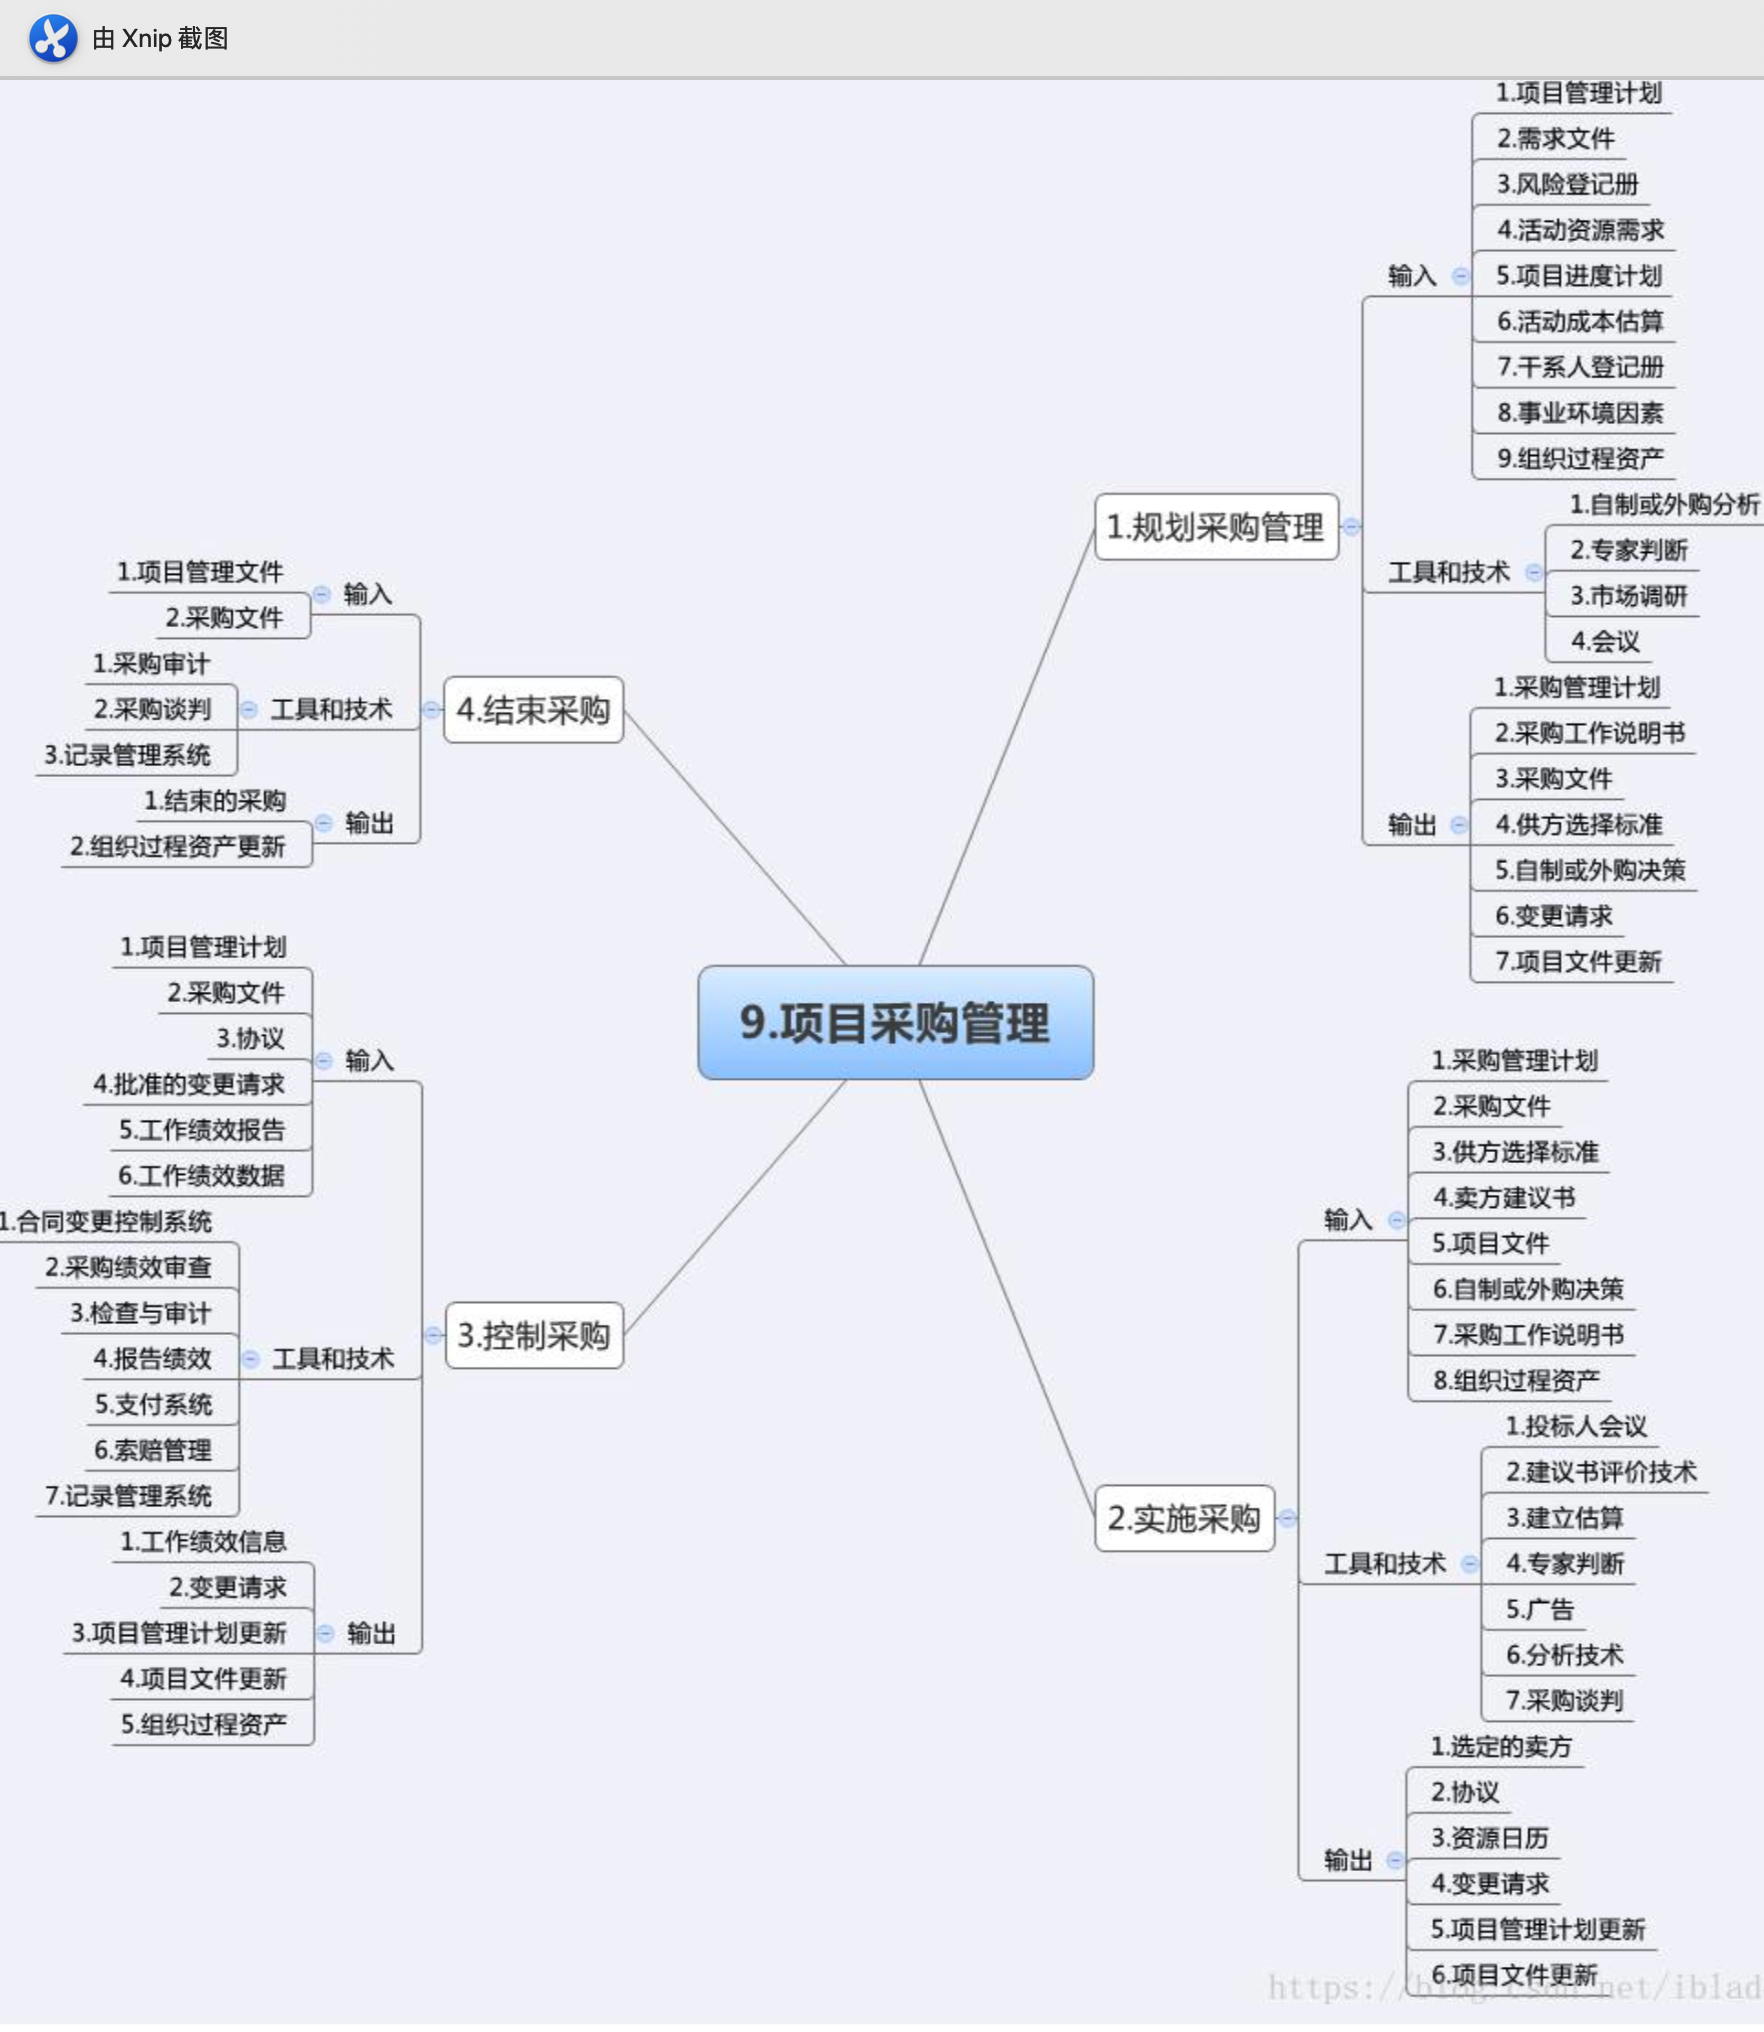 由 Xnip 截图
9.项目采购管理
1.规划采购管理
输入
1.项目管理计划
2.需求文件
3.风险登记册
4.活动资源需求
5.项目进度计划
6.活动成本估算
7.干系人登记册
8.事业环境因素
9.组织过程资产
工具和技术
1.自制或外购分析
2.专家判断
3.市场调研
4.会议
输出
1.采购管理计划
2.采购工作说明书
3.采购文件
4.供方选择标准
5.自制或外购决策
6.变更请求
7.项目文件更新
2.实施采购
输入
1.采购管理计划
2.采购文件
3.供方选择标准
4.卖方建议书
5.项目文件
6.自制或外购决策
7.采购工作说明书
8.组织过程资产
工具和技术
1.投标人会议
2.建议书评价技术
3.建立估算
4.专家判断
5.广告
6.分析技术
7.采购谈判
输出
1.选定的卖方
2.协议
3.资源日历
4.变更请求
5.项目管理计划更新
6.项目文件更新
3.控制采购
输入
1.项目管理计划
2.采购文件
3.协议
4.批准的变更请求
5.工作绩效报告
6.工作绩效数据
工具和技术
1.合同变更控制系统
2.采购绩效审查
3.检查与审计
4.报告绩效
5.支付系统
6.索赔管理
7.记录管理系统
输出
1.工作绩效信息
2.变更请求
3.项目管理计划更新
4.项目文件更新
5.组织过程资产
4.结束采购
输入
1.项目管理文件
2.采购文件
工具和技术
1.采购审计
2.采购谈判
3.记录管理系统
输出
1.结束的采购
2.组织过程资产更新
https://blog.csdn.net/iblad